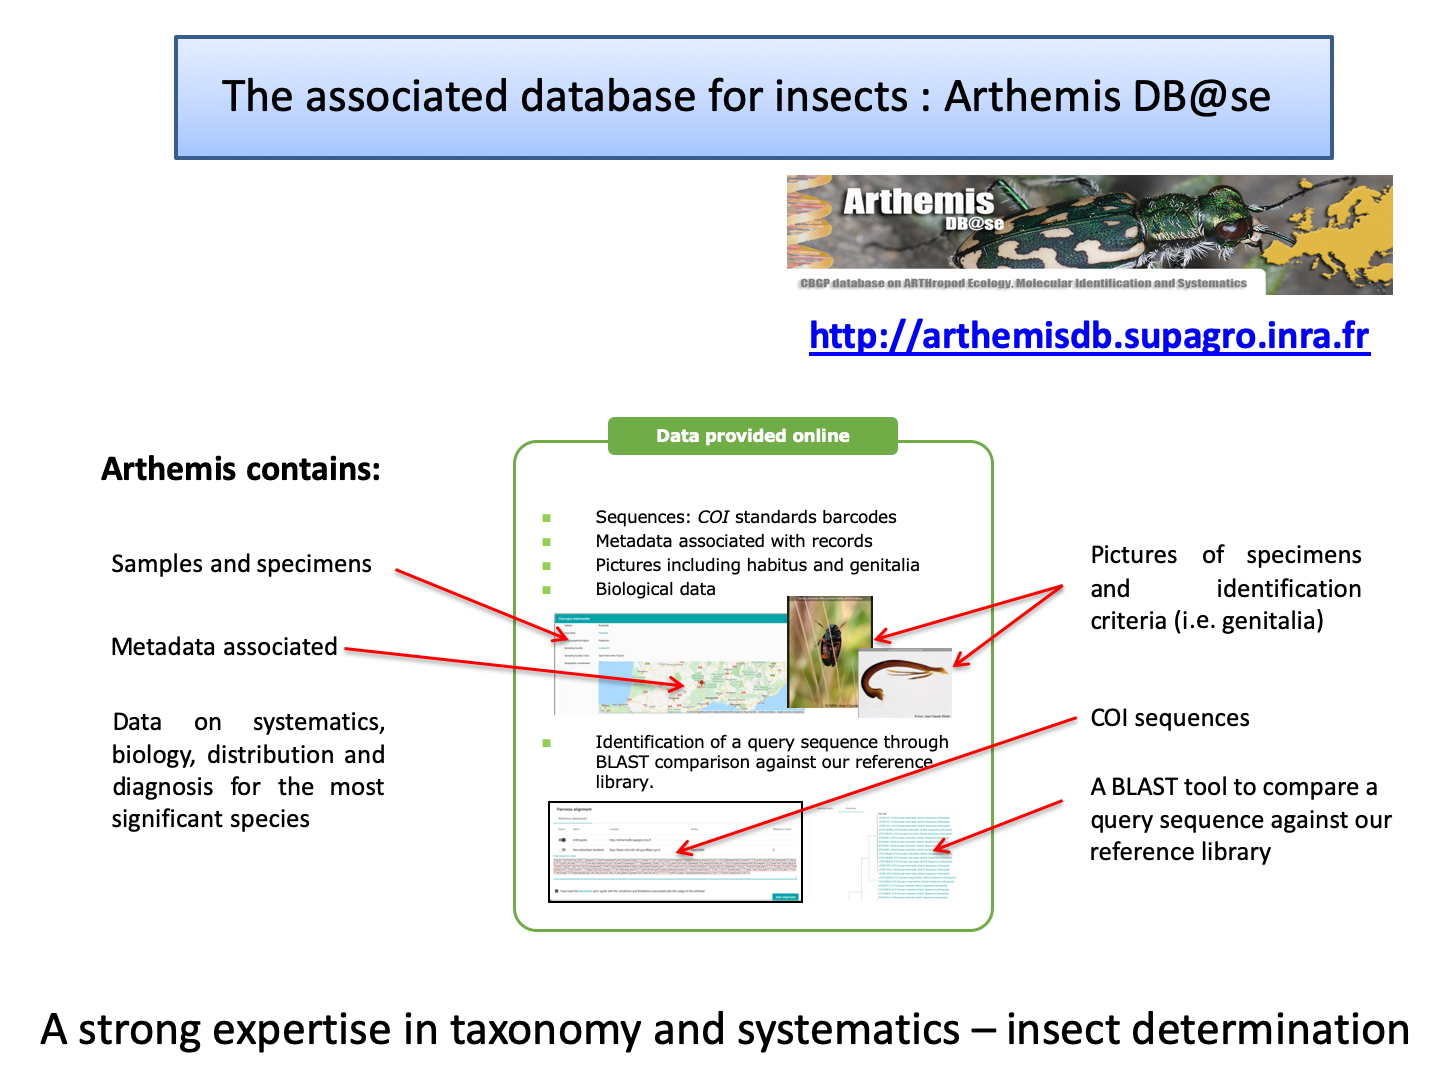 The associated database for insects : Arthemis DB@se
Arthemis
DB@se
CBGP database on ARTHropod Ecology, Molecular Identification and Systematics
http://arthemisdb.supagro.inra.fr
Data provided online
Arthemis contains:
Samples and specimens
Metadata associated
Data on systematics,
biology, distribution and
diagnosis for the most
significant species
Sequences: COI standards barcodes
Metadata associated with records
Pictures including habitus and genitalia
Biological data
Identification of a query sequence through
BLAST comparison against our reference
library.
Pairwise alignment
Pictures of specimens
and identification
criteria (i.e. genitalia)
COI sequences
A BLAST tool to compare a
query sequence against our
reference library
A strong expertise in taxonomy and systematics – insect determination